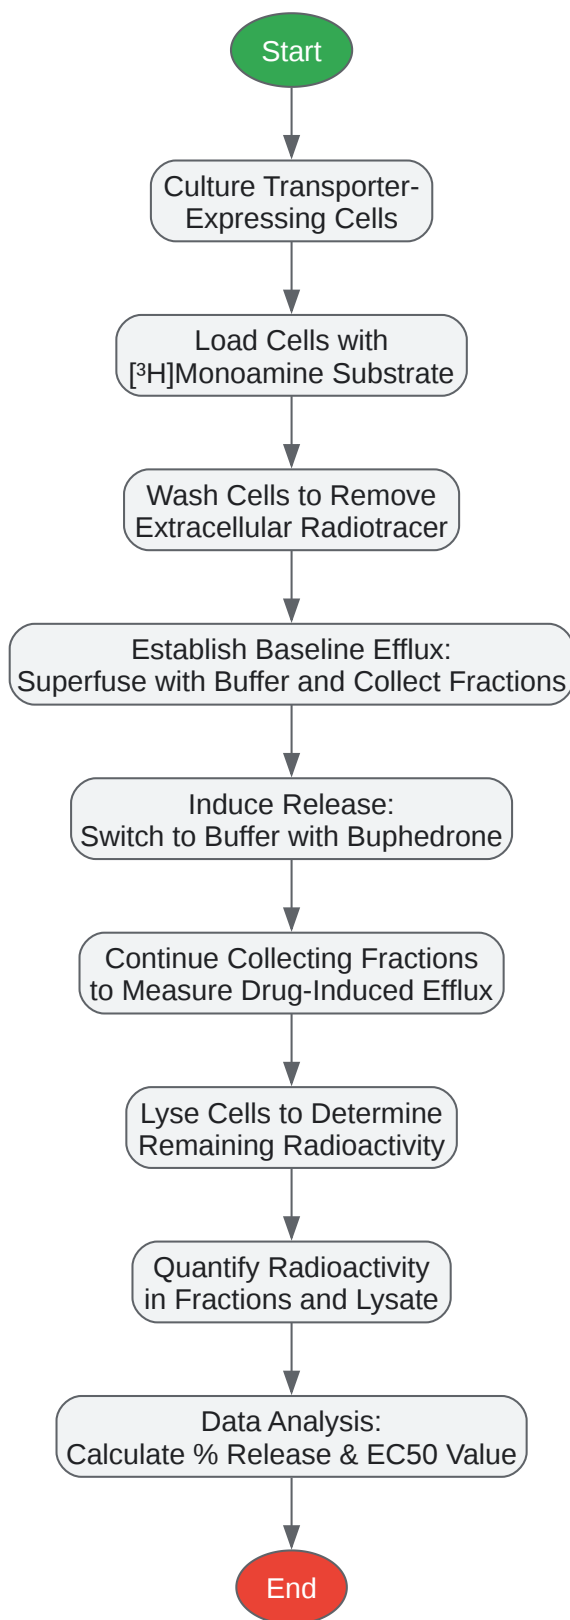 Start
Culture Transporter-
Expressing Cells
Load Cells with
[³H]Monoamine Substrate
Wash Cells to Remove
Extracellular Radiotracer
Establish Baseline Efflux:
Superfuse with Buffer and Collect Fractions
Induce Release:
Switch to Buffer with Buphedrone
Continue Collecting Fractions
to Measure Drug-Induced Efflux
Lyse Cells to Determine
Remaining Radioactivity
Quantify Radioactivity
in Fractions and Lysate
Data Analysis:
Calculate % Release & EC50 Value
End